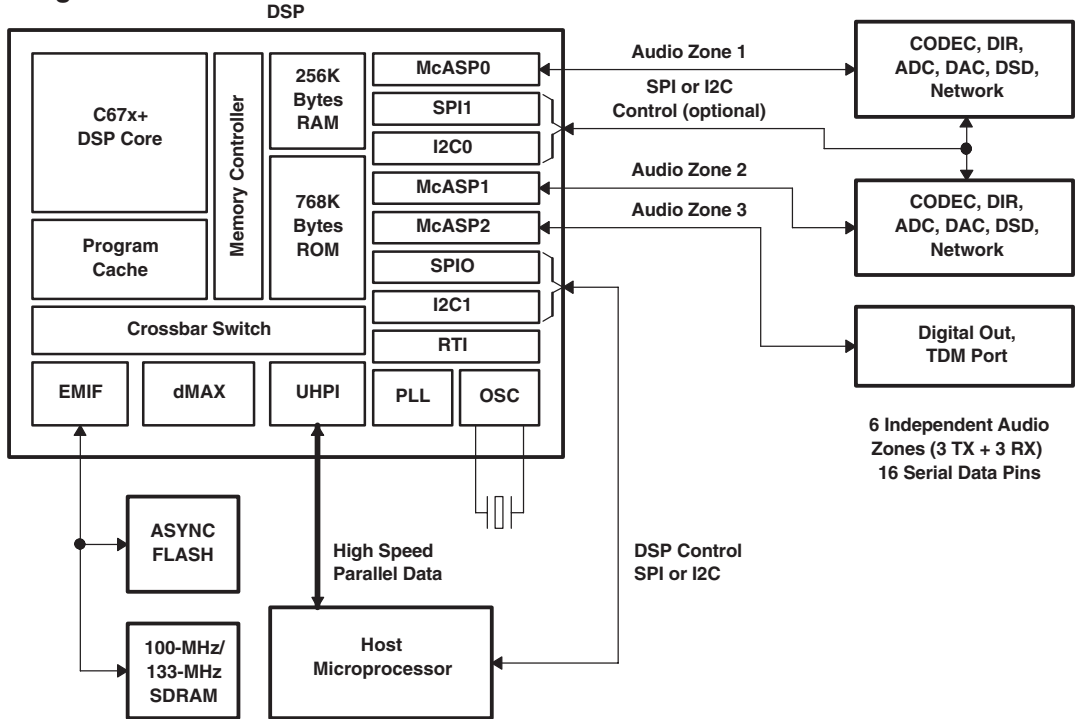 DSP
C67x+
DSP Core
Program
Cache
Memory Controller
256K
Bytes
RAM
768K
Bytes
ROM
McASP0
SPI1
I2C0
McASP1
McASP2
SPIO
I2C1
RTI
Crossbar Switch
EMIF
dMAX
UHPI
PLL
OSC
Audio Zone 1
SPI or I2C
Control (optional)
Audio Zone 2
Audio Zone 3
CODEC, DIR,
ADC, DAC, DSD,
Network
CODEC, DIR,
ADC, DAC, DSD,
Network
Digital Out,
TDM Port
6 Independent Audio
Zones (3 TX + 3 RX)
16 Serial Data Pins
ASYNC
FLASH
High Speed
Parallel Data
DSP Control
SPI or I2C
100-MHz/
133-MHz
SDRAM
Host
Microprocessor